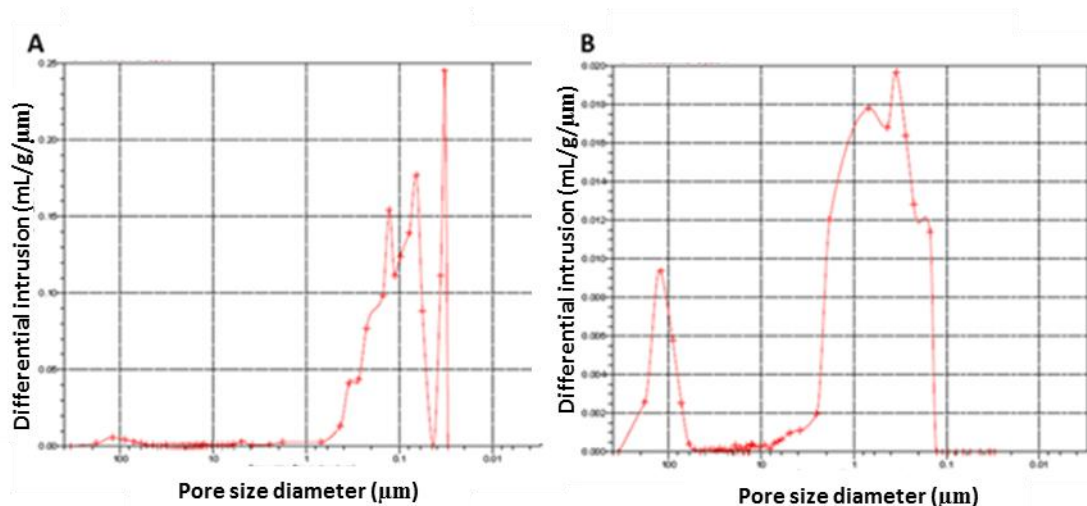 A
Differential intrusion (mL/g/µm)
0.25
0.20
0.15
0.10
0.05
0.00
100 10 1 0.1 0.01
Pore size diameter (µm)
B
Differential intrusion (mL/g/µm)
0.020
0.018
0.016
0.014
0.012
0.010
0.008
0.006
0.004
0.002
0.000
100 10 1 0.1 0.01
Pore size diameter (µm)